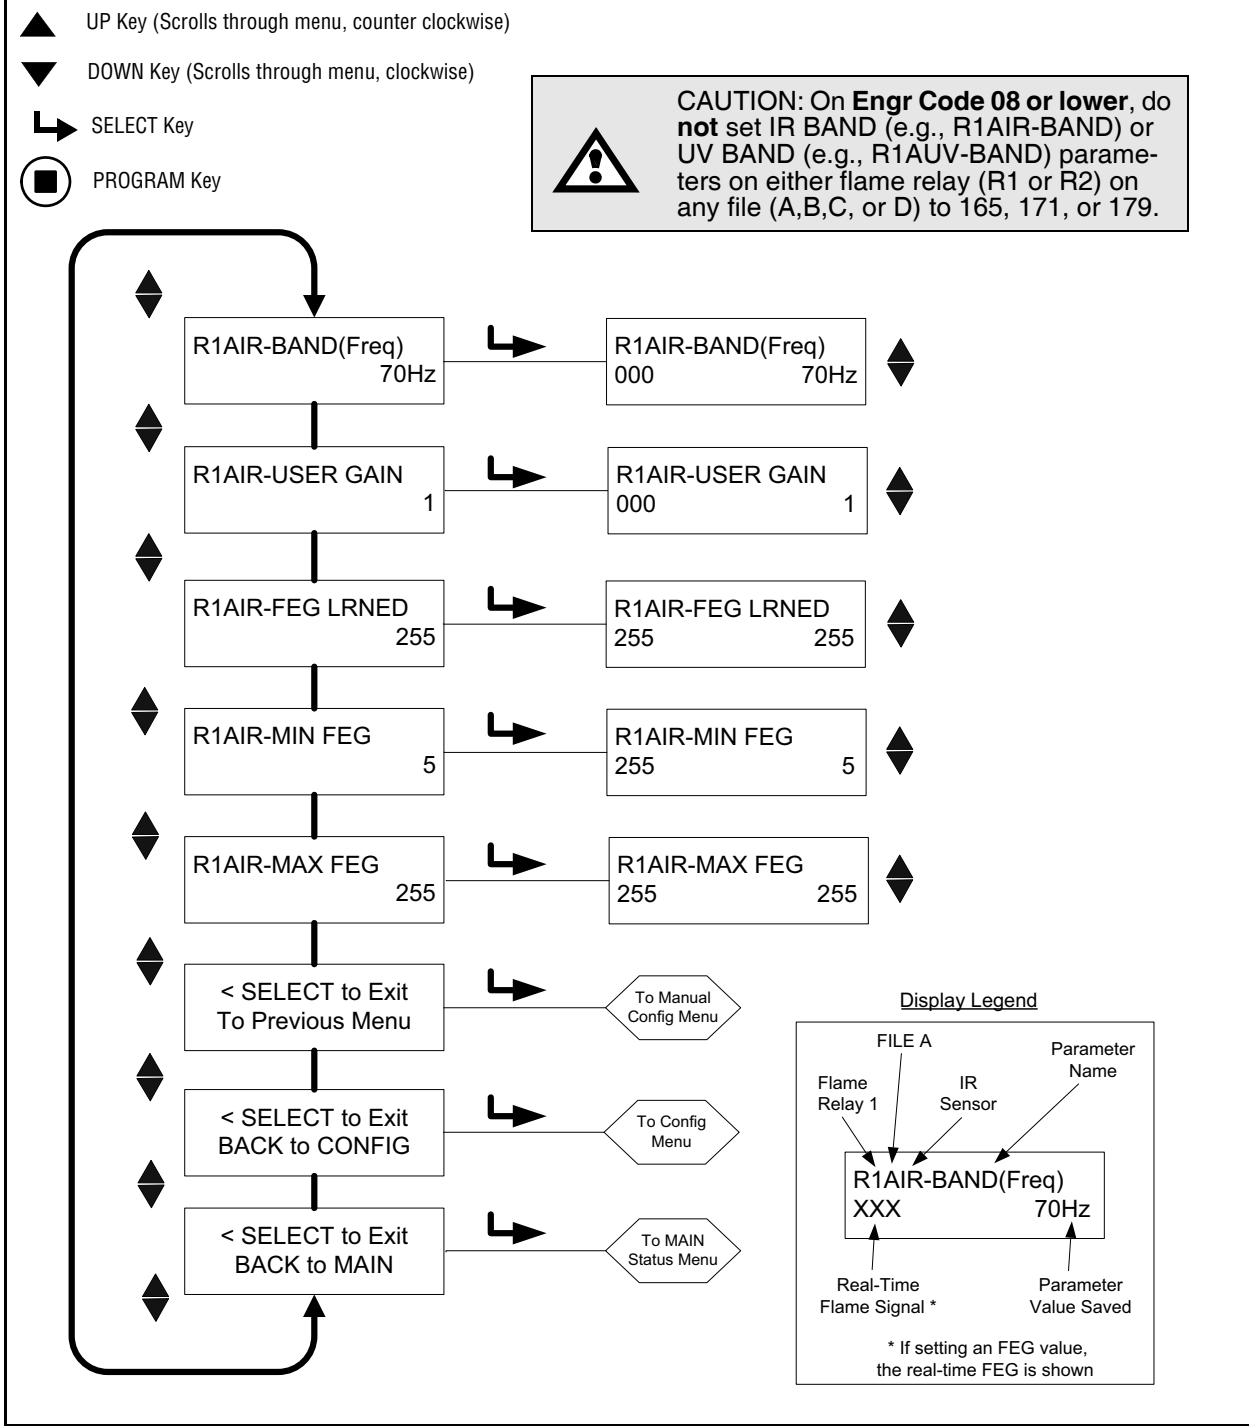 UP Key (Scrolls through menu, counter clockwise)
DOWN Key (Scrolls through menu, clockwise)
SELECT Key
PROGRAM Key
CAUTION: On Engr Code 08 or lower, do
not set IR BAND (e.g., R1AIR-BAND) or
UV BAND (e.g., R1AUV-BAND) parame-
ters on either flame relay (R1 or R2) on
any file (A,B,C, or D) to 165, 171, or 179.
R1AIR-BAND(Freq)
70Hz
R1AIR-BAND(Freq)
000 70Hz
R1AIR-USER GAIN
1
R1AIR-USER GAIN
000 1
R1AIR-FEG LRNED
255
R1AIR-FEG LRNED
255 255
R1AIR-MIN FEG
5
R1AIR-MIN FEG
255 5
R1AIR-MAX FEG
255
R1AIR-MAX FEG
255 255
< SELECT to Exit
To Previous Menu
To Manual
Config Menu
< SELECT to Exit
BACK to CONFIG
To Config
Menu
< SELECT to Exit
BACK to MAIN
To MAIN
Status Menu
Display Legend
FILE A
Parameter
Name
Flame
Relay 1
IR
Sensor
R1AIR-BAND(Freq)
XXX 70Hz
Real-Time
Flame Signal *
Parameter
Value Saved
* If setting an FEG value,
the real-time FEG is shown